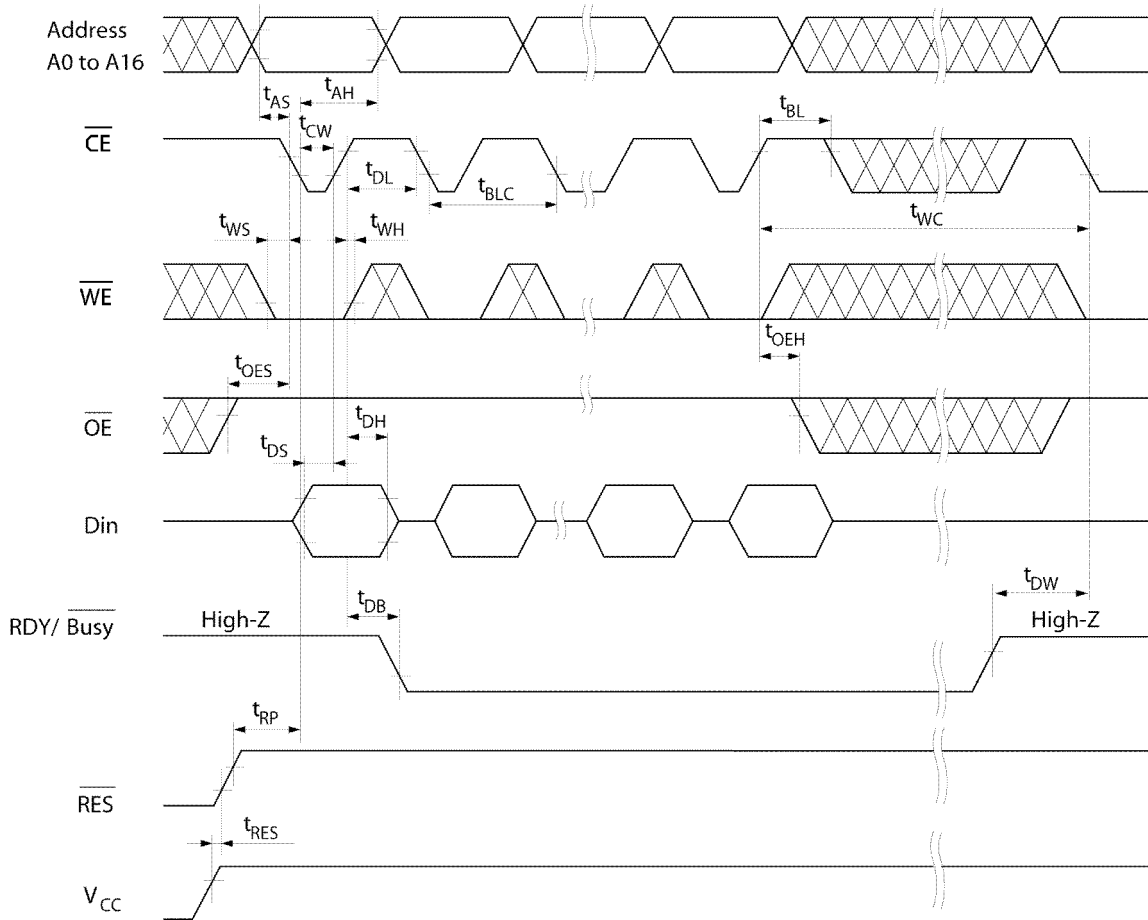 Address
A0 to A16
tAS
tAH
tCW
tBL
CE
tDL
tBLC
tWC
tWS
tWH
WE
tOEH
tOES
OE
tDH
tDS
Din
tDB
tDW
RDY/ Busy
High-Z
High-Z
tRP
RES
tRES
VCC